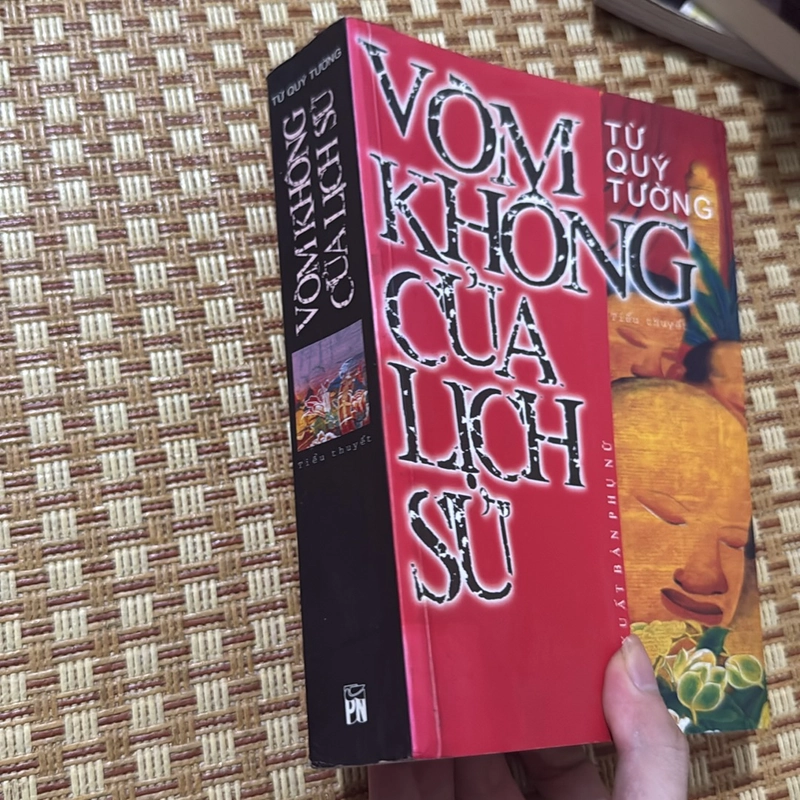 TỪ QUÝ TƯỜNG
VÒM KHÔNG
CỦA LỊCH SỬ
Tiểu thuyết
PN
VÒM
KHÔNG
CỦA
LỊCH
SỬ
TỪ
QUÝ
TƯỜNG
Tiểu thuyết
XUẤT BẢN PHỤ NỮ